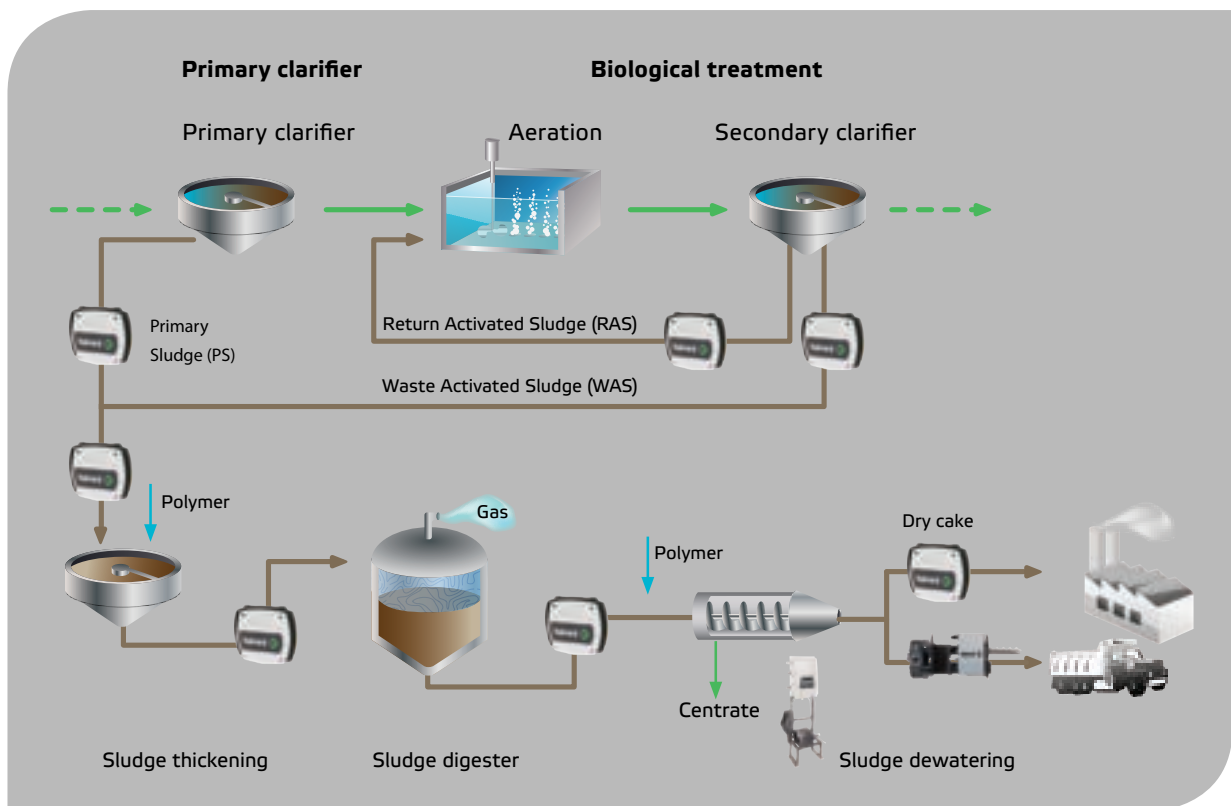 Primary clarifier
Biological treatment
Primary clarifier
Aeration
Secondary clarifier
Primary
Sludge (PS)
Return Activated Sludge (RAS)
Waste Activated Sludge (WAS)
Polymer
Gas
Polymer
Dry cake
Centrate
Sludge thickening
Sludge digester
Sludge dewatering